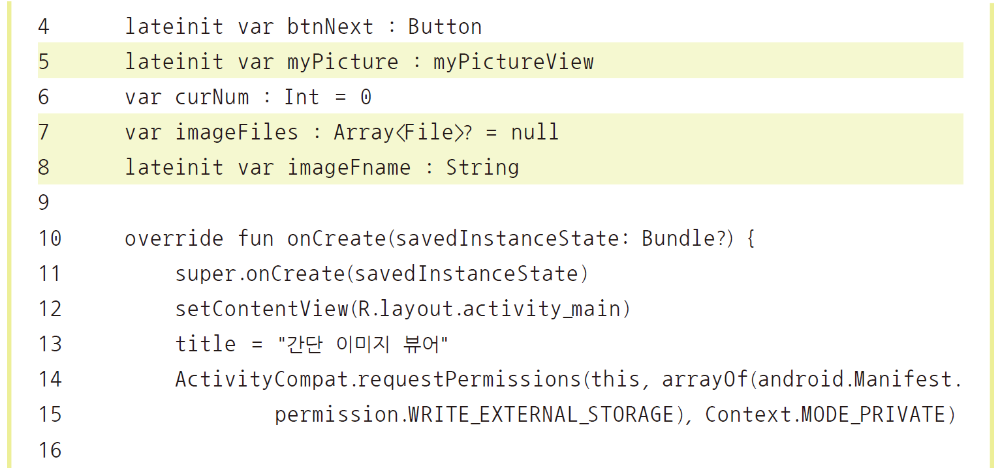 4 lateinit var btnNext : Button
5 lateinit var myPicture : myPictureView
6 var curNum : Int = 0
7 var imageFiles : Array<File>? = null
8 lateinit var imageFname : String
9
10 override fun onCreate(savedInstanceState: Bundle?) {
11 super.onCreate(savedInstanceState)
12 setContentView(R.layout.activity_main)
13 title = "간단 이미지 뷰어"
14 ActivityCompat.requestPermissions(this, arrayOf(android.Manifest.
15 permission.WRITE_EXTERNAL_STORAGE), Context.MODE_PRIVATE)
16